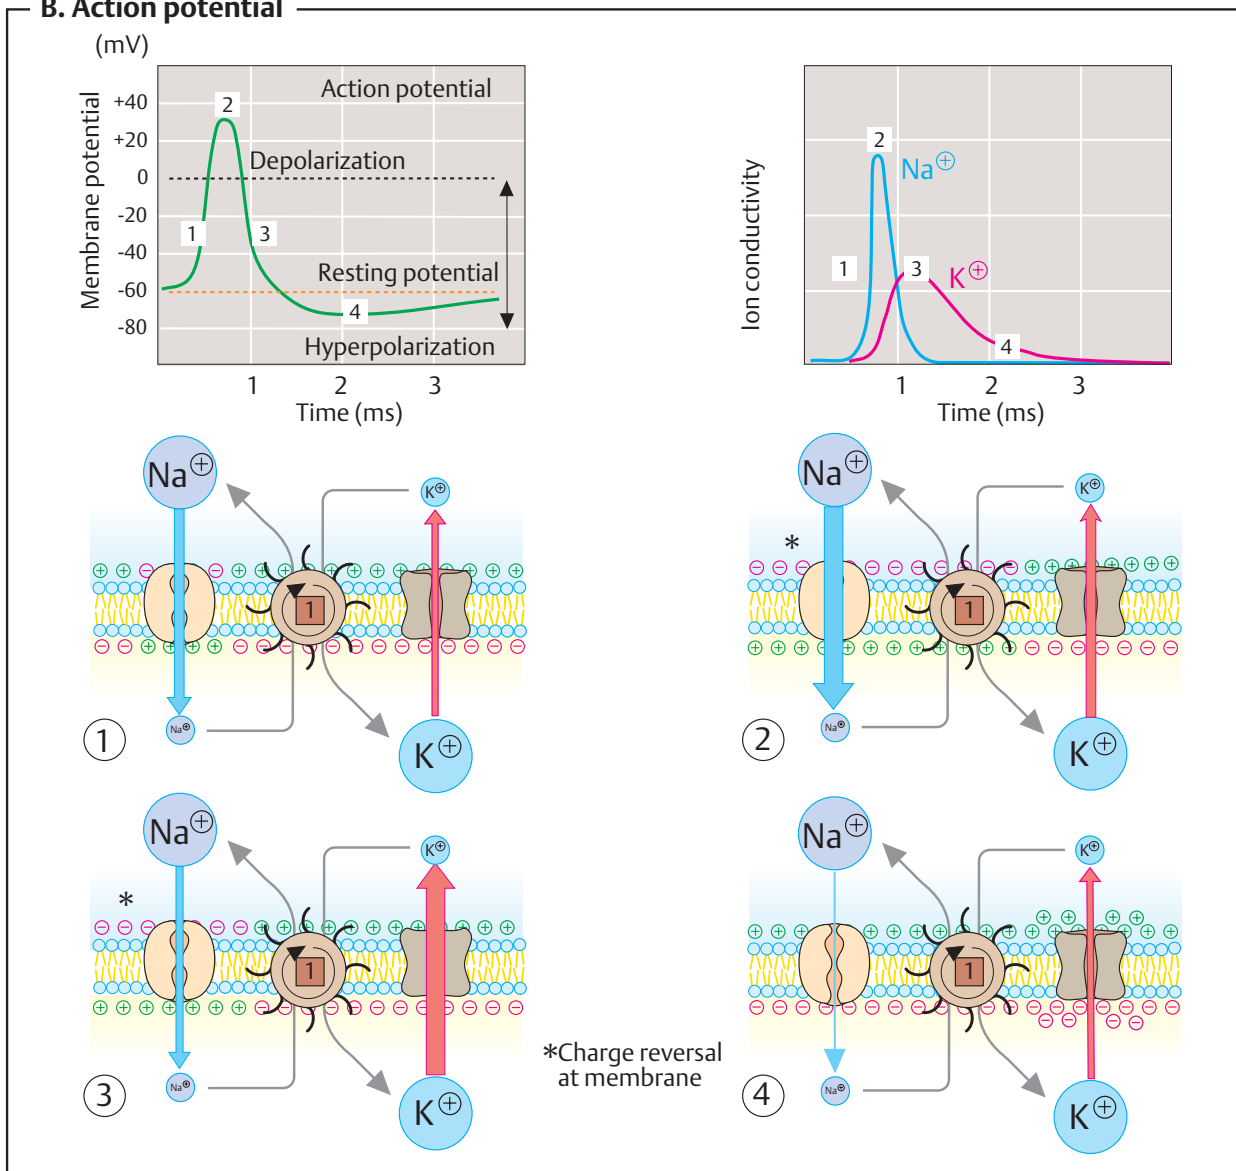 B. Action potential
(mV)
Membrane potential
+40
+20
0
-20
-40
-60
-80
Action potential
2
Depolarization
1
3
Resting potential
4
Hyperpolarization
1 2 3
Time (ms)
Ion conductivity
2
Na⊕
1
3
K⊕
4
1 2 3
Time (ms)
Na⊕
K⊕
1
Na⊕
K⊕
1
Na⊕
K⊕
*
1
Na⊕
K⊕
2
Na⊕
K⊕
*
1
Na⊕
K⊕
3
*Charge reversal
at membrane
Na⊕
K⊕
1
Na⊕
K⊕
4